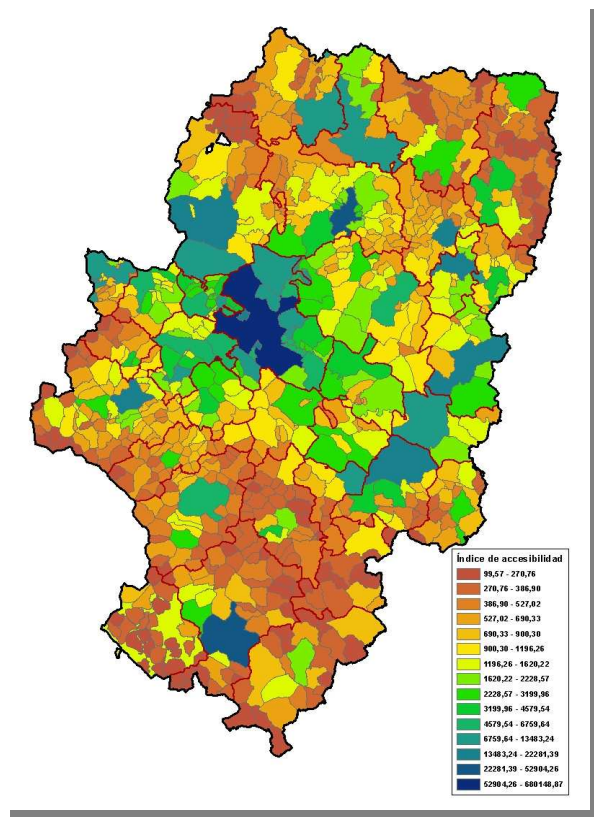 Índice de accesibilidad
99,57 - 270,76
270,76 - 386,90
386,90 - 527,02
527,02 - 690,33
690,33 - 900,30
900,30 - 1196,26
1196,26 - 1620,22
1620,22 - 2228,57
2228,57 - 3199,96
3199,96 - 4579,54
4579,54 - 6759,64
6759,64 - 13483,24
13483,24 - 22281,39
22281,39 - 52904,26
52904,26 - 680148,87